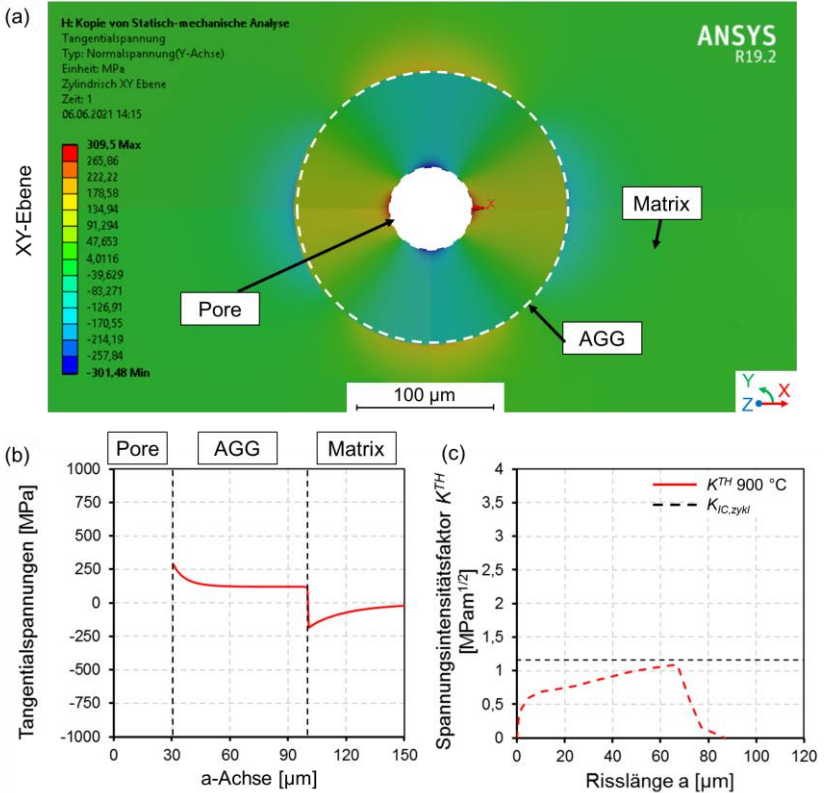 (a)
H: Kopie von Statisch-mechanische Analyse
Tangentialspannung
Typ: Normalspannung(Y-Achse)
Einheit: MPa
Zylindrisch XY Ebene
Zeit: 1
06.06.2021 14:15
ANSYS
R19.2
309,5 Max
265,86
222,22
178,58
134,94
91,294
47,653
4,0116
-39,629
-83,271
-126,91
-170,55
-214,19
-257,84
-301,48 Min
XY-Ebene
X
Matrix
Pore
AGG
100 µm
Y
Z
X
(b)
Pore
AGG
Matrix
Tangentialspannungen [MPa]
1000
750
500
250
0
-250
-500
-750
-1000
0
30
60
90
120
150
a-Achse [µm]
(c)
Spannungsintensitätsfaktor K^TH
[MPam^1/2]
K^TH 900 °C
K_IC,zykl
4
3,5
3
2,5
2
1,5
1
0,5
0
0
20
40
60
80
100
120
Risslänge a [µm]